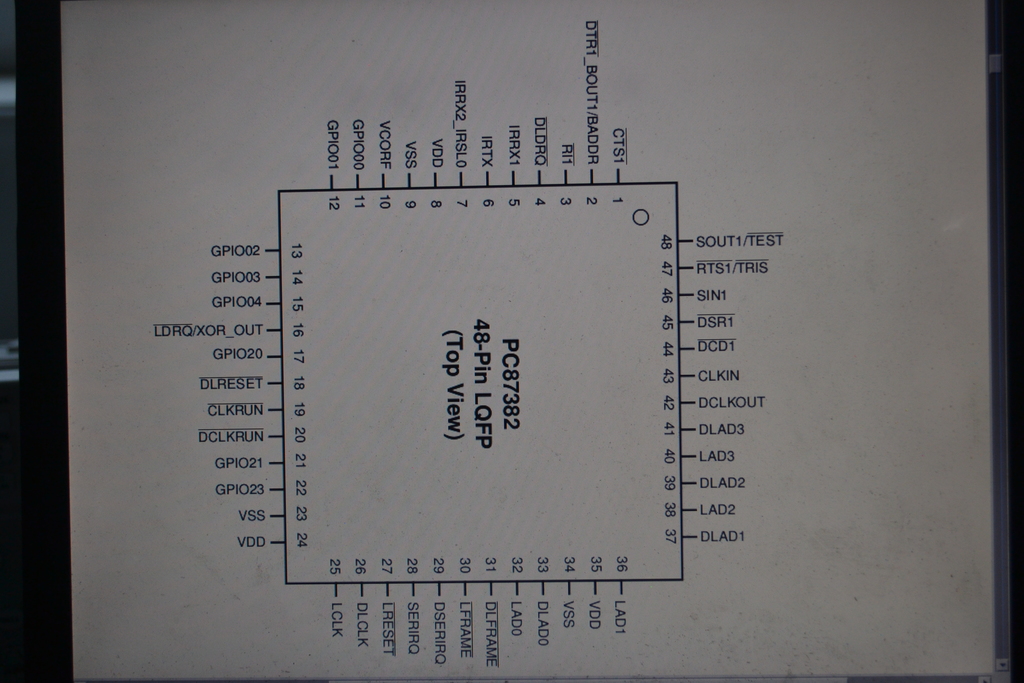 PC87382
48-Pin LQFP
(Top View)
CTS1
1
DTR1_BOUT1/BADDR
2
RI1
3
DLDRQ
4
IRRX1
5
IRTX
6
IRRX2_IRSL0
7
VDD
8
VSS
9
VCORF
10
GPIO00
11
GPIO01
12
GPIO02 13
GPIO03 14
GPIO04 15
LDRQ/XOR_OUT 16
GPIO20 17
DLRESET 18
CLKRUN 19
DCLKRUN 20
GPIO21 21
GPIO23 22
VSS 23
VDD 24
25
LCLK
26
DLCLK
27
LRESET
28
SERIRQ
29
DSERIRQ
30
LFRAME
31
DLFRAME
32
LAD0
33
DLAD0
34
VSS
35
VDD
36
LAD1
37 DLAD1
38 LAD2
39 DLAD2
40 LAD3
41 DLAD3
42 DCLKOUT
43 CLKIN
44 DCD1
45 DSR1
46 SIN1
47 RTS1/TRIS
48 SOUT1/TEST